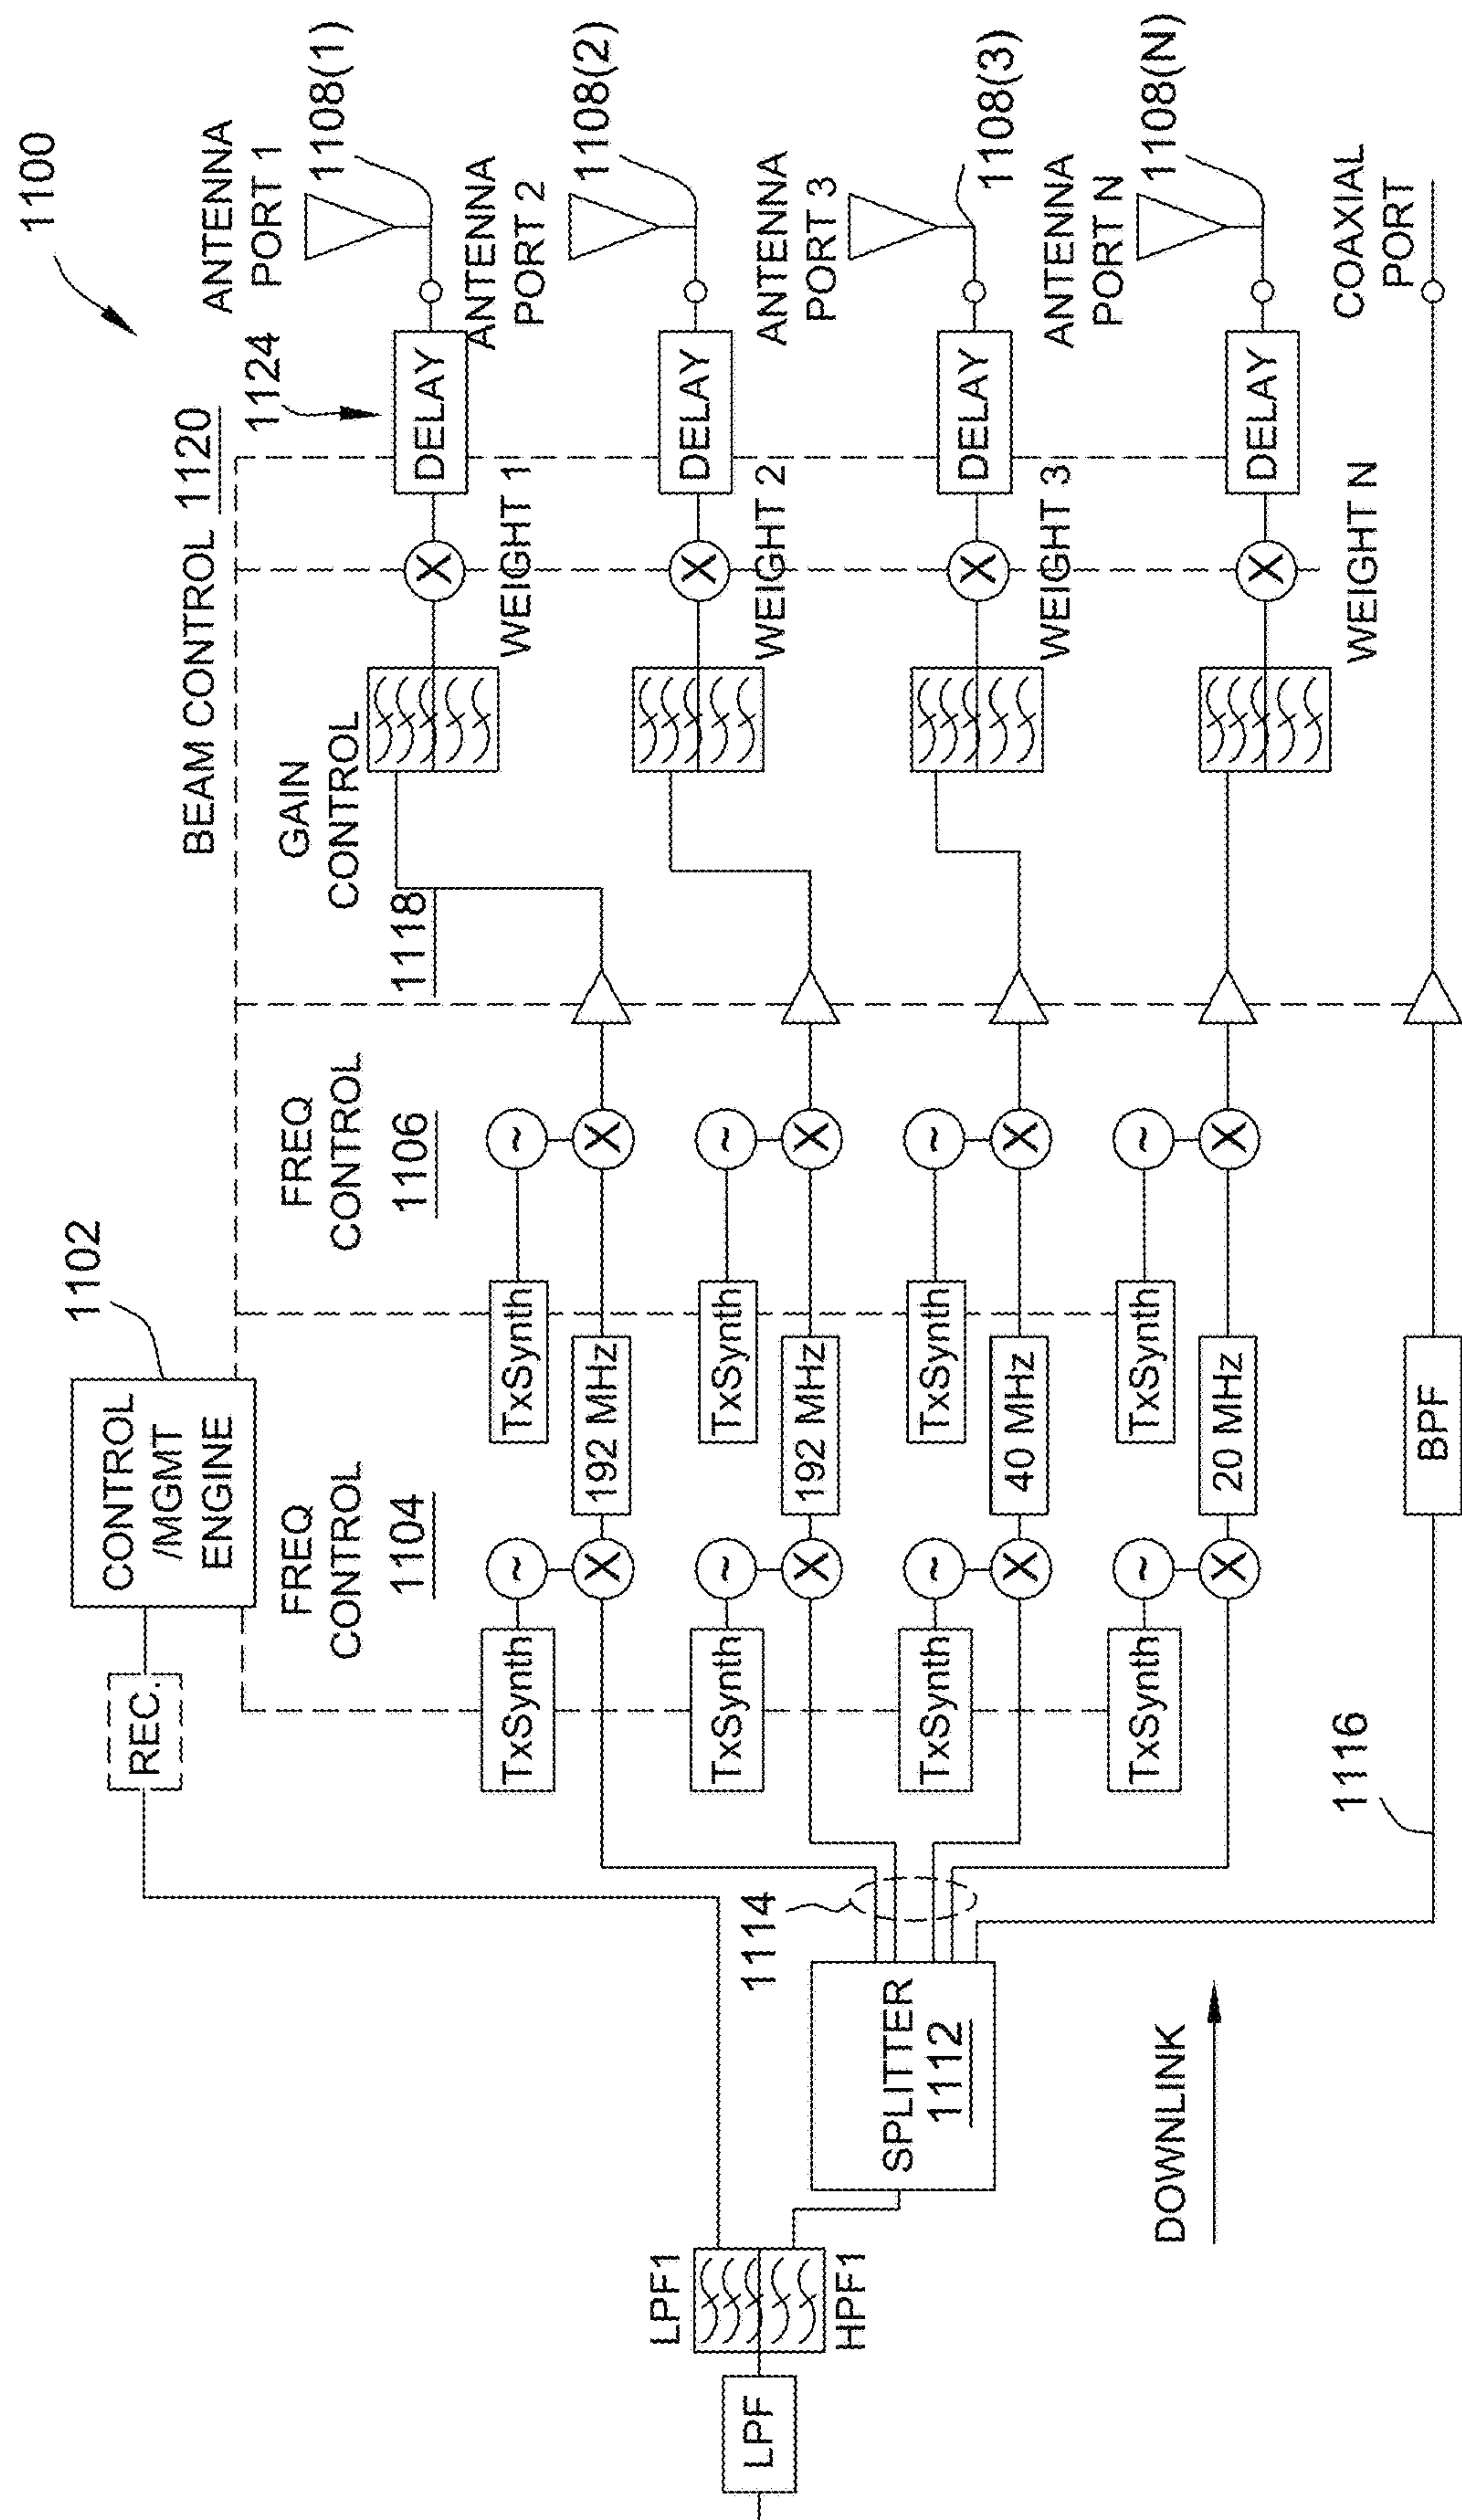 1100
ANTENNA
PORT 1
1108(1)
ANTENNA
PORT 2
1108(2)
ANTENNA
PORT 3
1108(3)
ANTENNA
PORT N
1108(N)
COAXIAL
PORT
1124
DELAY
DELAY
DELAY
DELAY
BEAM CONTROL 1120
X
X
X
X
WEIGHT 1
WEIGHT 2
WEIGHT 3
WEIGHT N
GAIN
CONTROL
1118
FREQ
CONTROL
1106
~
X
~
X
~
X
~
X
1102
CONTROL
/MGMT
ENGINE
TxSynth
TxSynth
TxSynth
TxSynth
192 MHz
192 MHz
40 MHz
20 MHz
BPF
FREQ
CONTROL
1104
~
X
~
X
~
X
~
X
REC.
TxSynth
TxSynth
TxSynth
TxSynth
1116
1114
SPLITTER
1112
DOWNLINK
LPF1
HPF1
LPF